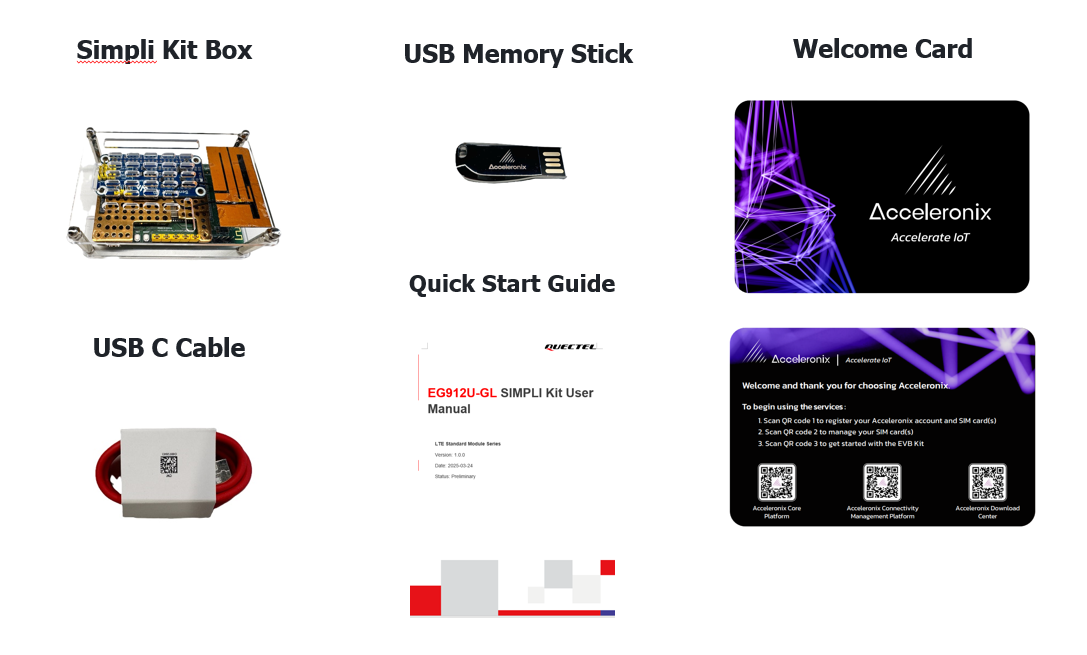 Simpli Kit Box
USB Memory Stick
Welcome Card
Acceleronix
Acceleronix
Accelerate IoT
Quick Start Guide
USB C Cable
QUECTEL
EG912U-GL SIMPLI Kit User
Manual
LTE Standard Module Series
Version: 1.0.0
Date: 2025-03-24
Status: Preliminary
Acceleronix | Accelerate IoT
Welcome and thank you for choosing Acceleronix.
To begin using the services :
1. Scan QR code 1 to register your Acceleronix account and SIM card(s)
2. Scan QR code 2 to manage your SIM card(s)
3. Scan QR code 3 to get started with the EVB Kit
Acceleronix Core
Platform
Acceleronix Connectivity
Management Platform
Acceleronix Download
Center